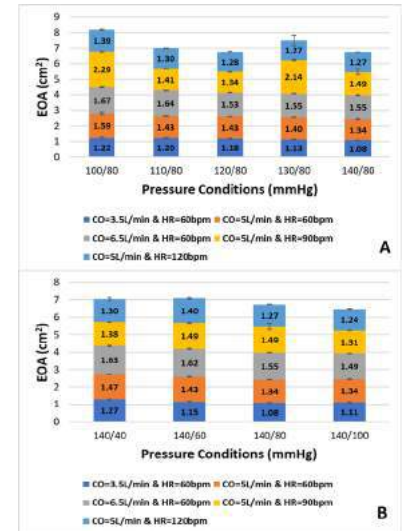 8
7
6
5
4
3
2
1
0
EOA (cm²)
1.39 1.30 1.28 1.27 1.27
2.29 1.41 1.34 2.14 1.49
1.67 1.64 1.53 1.55 1.55
1.59 1.43 1.43 1.40 1.34
1.22 1.20 1.18 1.13 1.08
100/80 110/80 120/80 130/80 140/80
Pressure Conditions (mmHg)
CO=3.5L/min & HR=60bpm CO=5L/min & HR=60bpm
CO=6.5L/min & HR=60bpm CO=5L/min & HR=90bpm
CO=5L/min & HR=120bpm
A
8
7
6
5
4
3
2
1
0
EOA (cm²)
1.30 1.40 1.27 1.24
1.38 1.49 1.49 1.31
1.63 1.62 1.55 1.49
1.47 1.43 1.34 1.34
1.27 1.15 1.08 1.11
140/40 140/60 140/80 140/100
Pressure Conditions (mmHg)
CO=3.5L/min & HR=60bpm CO=5L/min & HR=60bpm
CO=6.5L/min & HR=60bpm CO=5L/min & HR=90bpm
CO=5L/min & HR=120bpm
B